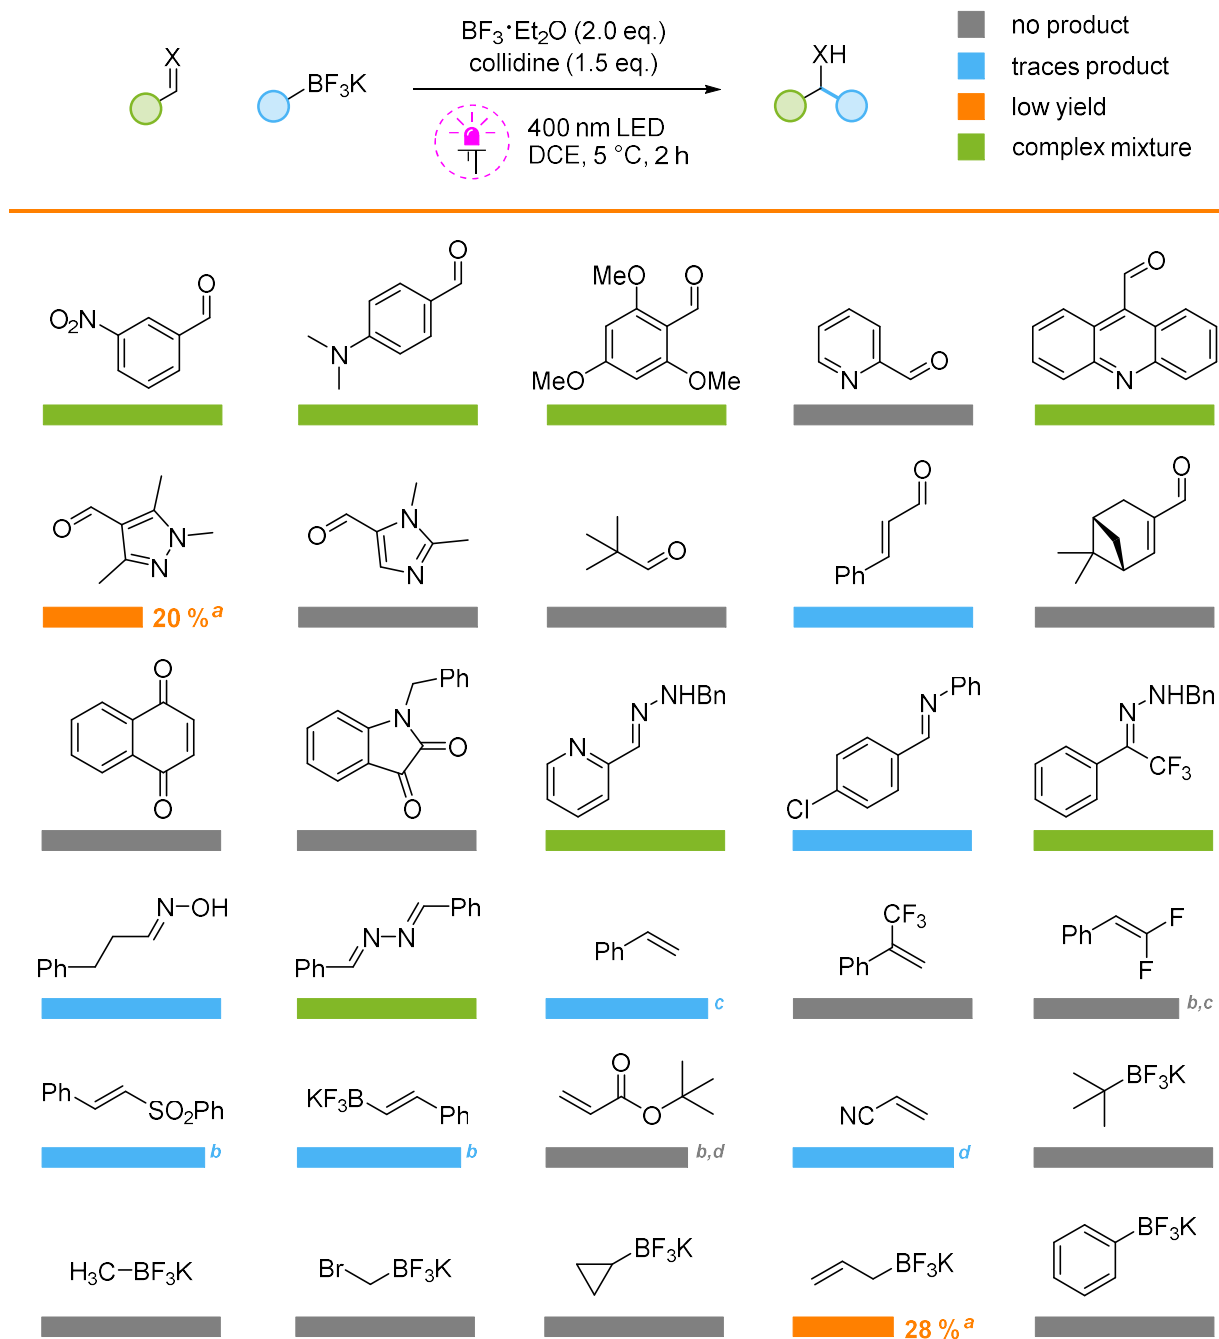 X
BF3K
BF3·Et2O (2.0 eq.)
collidine (1.5 eq.)
400 nm LED
DCE, 5 °C, 2 h
XH
no product
traces product
low yield
complex mixture
O2N O
N O
MeO O MeO OMe
N O
O N
O N N
20 %a
O N N
O
O Ph
O
O O
Ph N O O
N NHBn N
N Ph Cl
N NHBn CF3
N OH Ph
Ph N N Ph
Ph
c
CF3 Ph
Ph F F
b,c
Ph SO2Ph
b
KF3B Ph
b
O O
b,d
NC
d
BF3K
H3C BF3K
Br BF3K
BF3K
BF3K
28 %a
BF3K